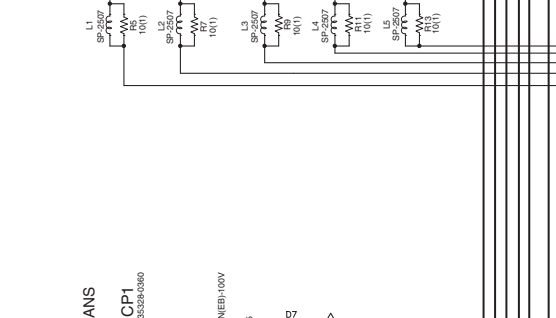 L1
SP-2507
R5
10(1)
L2
SP-2507
R7
10(1)
L3
SP-2507
R9
10(1)
L4
SP-2507
R11
10(1)
L5
SP-2507
R13
10(1)
ANS
CP1
35328-0360
N(EB)-100V
D7